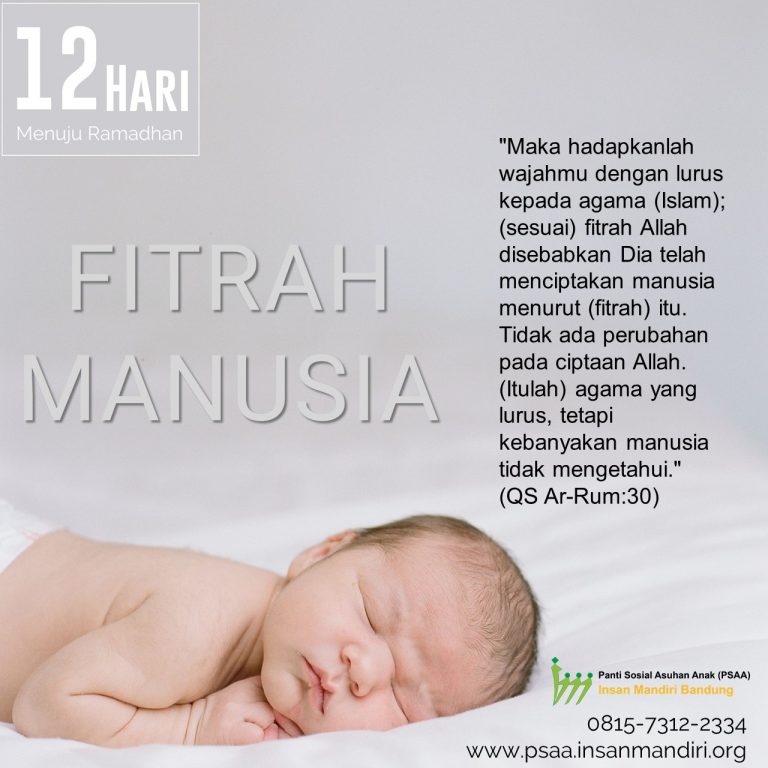 12 HARI
Menuju Ramadhan
FITRAH
MANUSIA
"Maka hadapkanlah
wajahmu dengan lurus
kepada agama (Islam);
(sesuai) fitrah Allah
disebabkan Dia telah
menciptakan manusia
menurut (fitrah) itu.
Tidak ada perubahan
pada ciptaan Allah.
(Itulah) agama yang
lurus, tetapi
kebanyakan manusia
tidak mengetahui."
(QS Ar-Rum:30)
Panti Sosial Asuhan Anak (PSAA)
Insan Mandiri Bandung
0815-7312-2334
www.psaa.insanmandiri.org